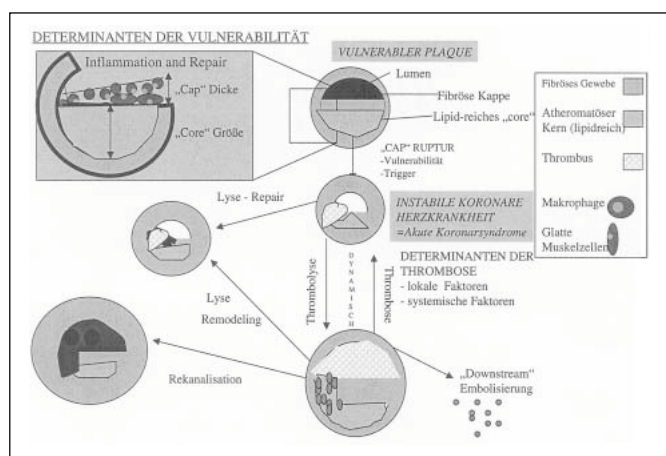 DETERMINANTEN DER VULNERABILITÄT
Inflammation and Repair
„Cap" Dicke
„Core" Größe
VULNERABLER PLAQUE
Lumen
Fibröse Kappe
Lipid-reiches „core"
„CAP" RUPTUR
-Vulnerabilität
-Trigger
Fibröses Gewebe
Atheromatöser
Kern (lipidreich)
Thrombus
Makrophage
Glatte
Muskelzellen
Lyse - Repair
INSTABILE KORONARE
HERZKRANKHEIT
=Akute Koronarsyndrome
Thrombolyse
DYNAMISCH
Thrombose
DETERMINANTEN DER
THROMBOSE
- lokale Faktoren
- systemische Faktoren
Lyse
Remodeling
Rekanalisation
„Downstream"
Embolisierung